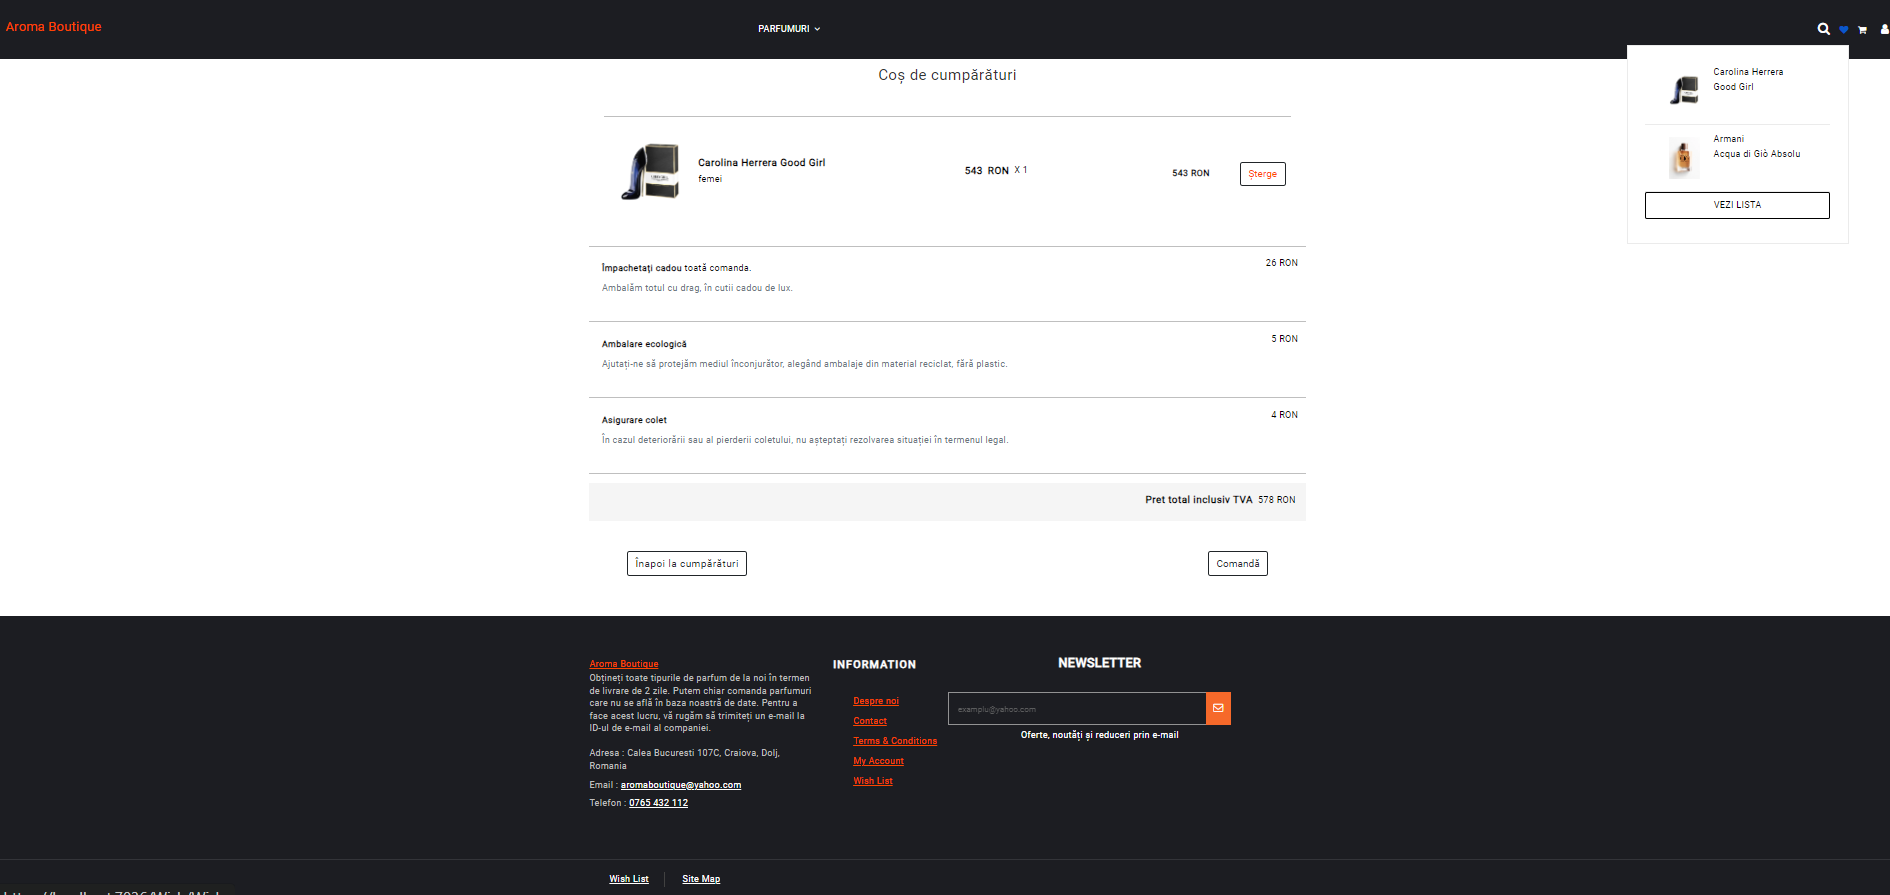 Aroma Boutique
PARFUMURI
Coș de cumpărături
Carolina Herrera
Good Girl
Armani
Acqua di Giò Absolu
VEZI LISTA
Carolina Herrera Good Girl
femei
543 RON X 1
543 RON
Șterge
Împachetați cadou toată comanda.
26 RON
Ambalăm totul cu drag, în cutii cadou de lux.
Ambalare ecologică
5 RON
Ajutați-ne să protejăm mediul înconjurător, alegând ambalaje din material reciclat, fără plastic.
Asigurare colet
4 RON
În cazul deteriorării sau al pierderii coletului, nu așteptați rezolvarea situației în termenul legal.
Pret total inclusiv TVA 578 RON
Înapoi la cumpărături
Comandă
Aroma Boutique
Obțineți toate tipurile de parfum de la noi în termen
de livrare de 2 zile. Putem chiar comanda parfumuri
care nu se află în baza noastră de date. Pentru a
face acest lucru, vă rugăm să trimiteți un e-mail la
ID-ul de e-mail al companiei.
Adresa : Calea Bucuresti 107C, Craiova, Dolj,
Romania
Email : aromaboutique@yahoo.com
Telefon : 0765 432 112
INFORMATION
Despre noi
Contact
Terms & Conditions
My Account
Wish List
NEWSLETTER
examplu@yahoo.com
Oferte, noutăți și reduceri prin e-mail
Wish List
Site Map